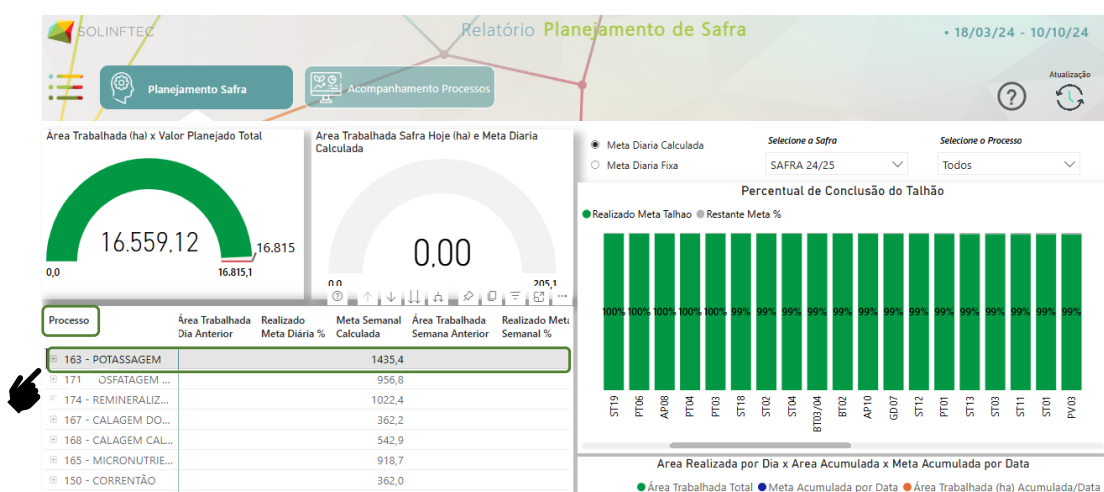 SOLINFTEC
Relatório Planejamento de Safra
• 18/03/24 - 10/10/24
Planejamento Safra
Acompanhamento Processos
Atualização
?
Área Trabalhada (ha) x Valor Planejado Total
16.559,12
16.815
0,0
16.815,1
Area Trabalhada Safra Hoje (ha) e Meta Diaria
Calculada
0,00
0,0
205,1
Meta Diaria Calculada
Meta Diaria Fixa
Selecione a Safra
SAFRA 24/25
Selecione o Processo
Todos
Percentual de Conclusão do Talhão
Realizado Meta Talhao Restante Meta %
100% 100% 100% 100% 100% 99% 99% 99% 99% 99% 99% 99% 99% 99% 99% 99% 99% 99% 99%
ST19 PT06 AP08 PT04 PT03 ST18 ST02 ST04 BT03/04 BT02 AP10 GD07 ST12 PT01 ST13 ST03 ST11 ST01 PV03
Processo
Área Trabalhada
Dia Anterior
Realizado
Meta Diária %
Meta Semanal
Calculada
Área Trabalhada
Semana Anterior
Realizado Meta
Semanal %
163 - POTASSAGEM 1435,4
171 OSFATAGEM ... 956,8
174 - REMINERALIZ... 1022,4
167 - CALAGEM DO... 362,2
168 - CALAGEM CAL... 542,9
165 - MICRONUTRIE... 918,7
150 - CORRENTÃO 362,0
Area Realizada por Dia x Area Acumulada x Meta Acumulada por Data
Área Trabalhada Total Meta Acumulada por Data Área Trabalhada (ha) Acumulada/Data